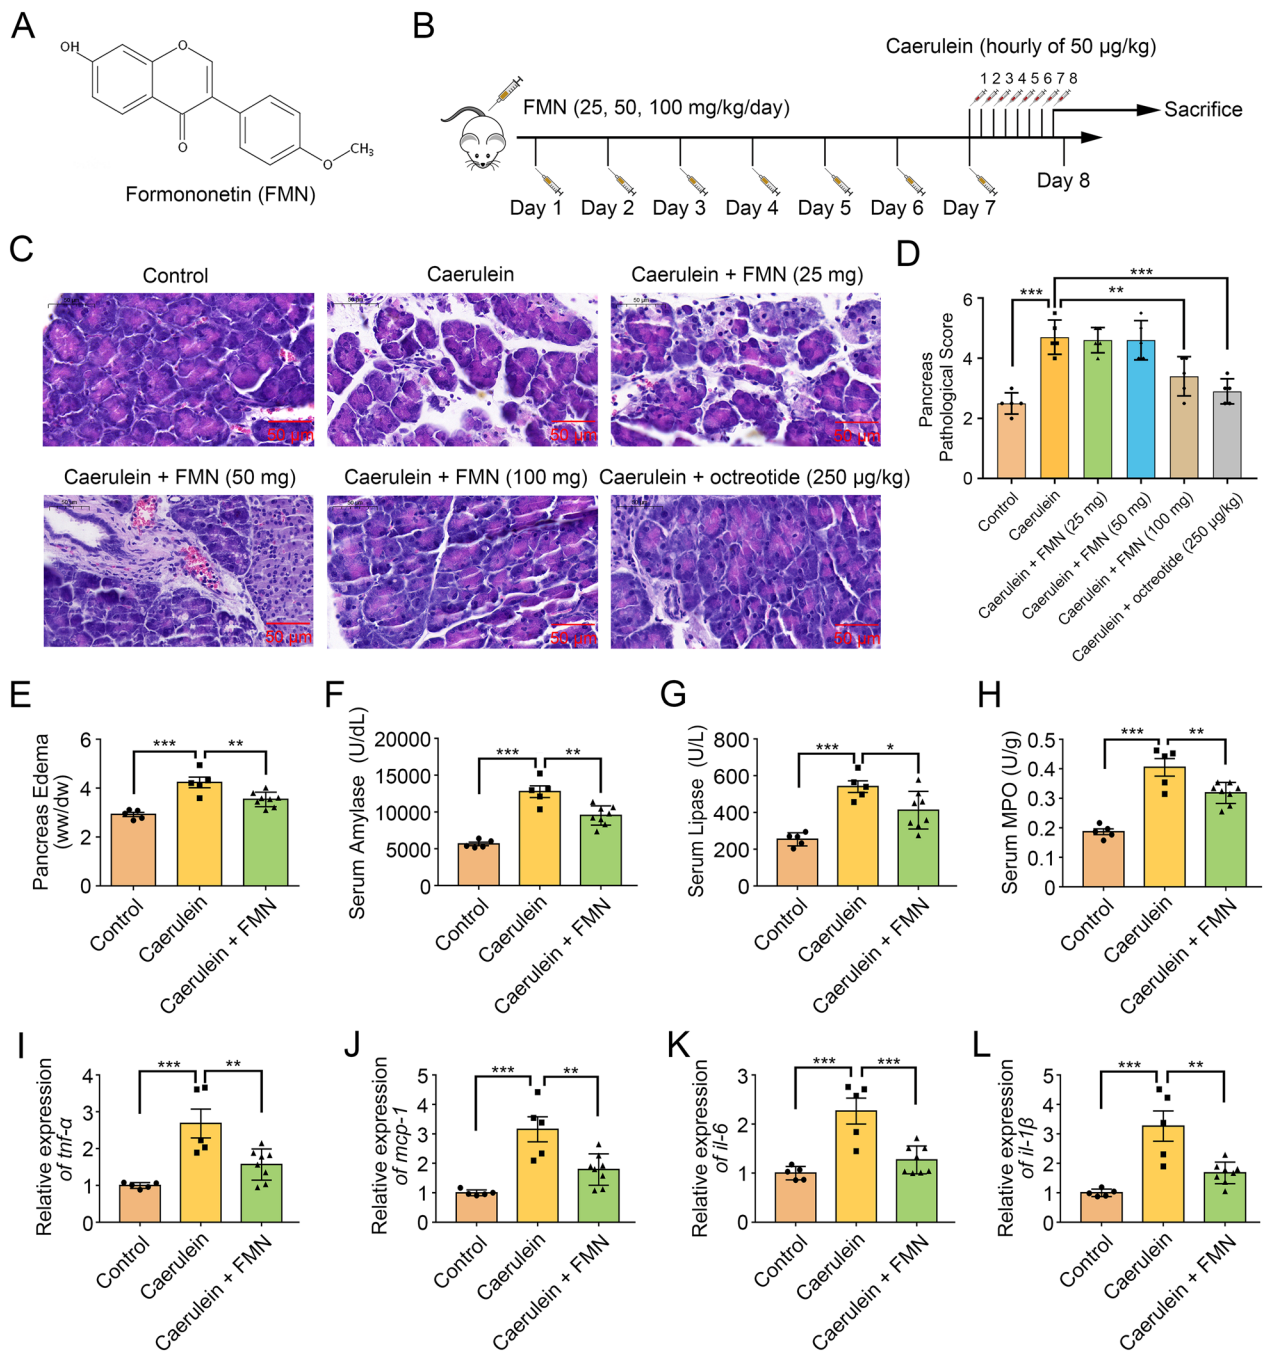 A
OH
O
O
O
CH₃
Formononetin (FMN)
B
Caerulein (hourly of 50 µg/kg)
1 2 3 4 5 6 7 8
FMN (25, 50, 100 mg/kg/day)
Sacrifice
Day 1
Day 2
Day 3
Day 4
Day 5
Day 6
Day 7
Day 8
C
Control
Caerulein
Caerulein + FMN (25 mg)
50 µm
50 µm
50 µm
50 µm
50 µm
50 µm
Caerulein + FMN (50 mg)
Caerulein + FMN (100 mg)
Caerulein + octreotide (250 µg/kg)
50 µm
50 µm
50 µm
D
Pancreas
Pathological Score
6
4
2
0
***
**
***
Control
Caerulein
Caerulein + FMN (25 mg)
Caerulein + FMN (50 mg)
Caerulein + FMN (100 mg)
Caerulein + octreotide (250 µg/kg)
E
Pancreas Edema
(ww/dw)
6
4
2
0
***
**
Control
Caerulein
Caerulein + FMN
F
Serum Amylase (U/dL)
20000
15000
10000
5000
0
***
**
Control
Caerulein
Caerulein + FMN
G
Serum Lipase (U/L)
800
600
400
200
0
***
*
Control
Caerulein
Caerulein + FMN
H
Serum MPO (U/g)
0.5
0.4
0.3
0.2
0.1
0
***
**
Control
Caerulein
Caerulein + FMN
I
Relative expression
of tnf-α
4
3
2
1
0
***
**
Control
Caerulein
Caerulein + FMN
J
Relative expression
of mcp-1
5
4
3
2
1
0
***
**
Control
Caerulein
Caerulein + FMN
K
Relative expression
of il-6
3
2
1
0
***
***
Control
Caerulein
Caerulein + FMN
L
Relative expression
of il-1β
5
4
3
2
1
0
***
**
Control
Caerulein
Caerulein + FMN